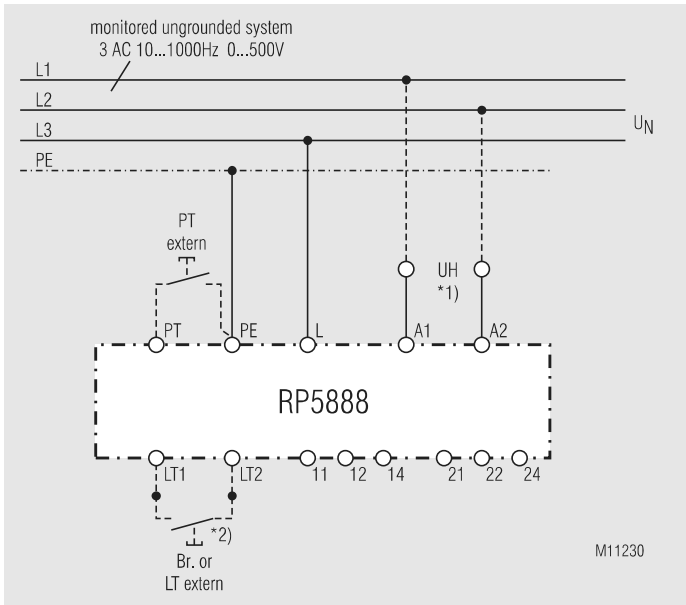 monitored ungrounded system
3 AC 10...1000Hz 0...500V
L1
L2
L3
UN
PE
PT
extern
UH
*1)
PT
PE
L
A1
A2
RP5888
LT1
LT2
11
12
14
21
22
24
*2)
Br. or
LT extern
M11230